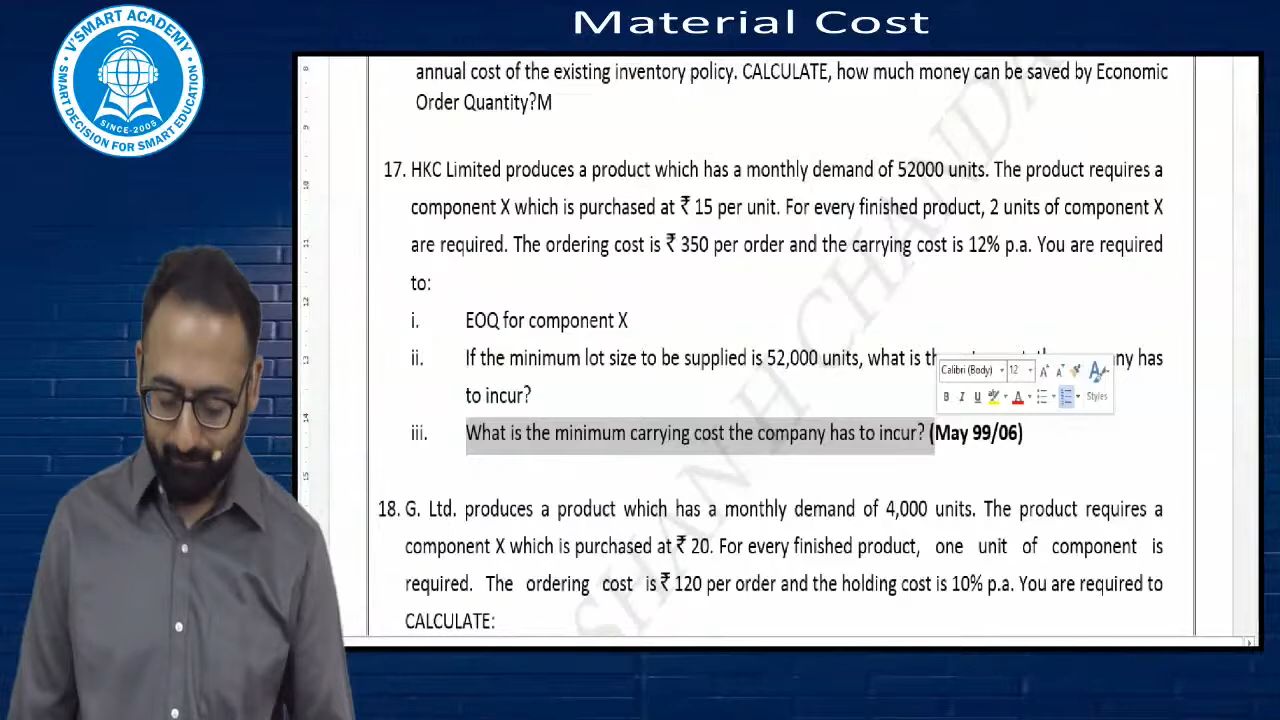 Material Cost
V'SMART ACADEMY
SMART DECISION FOR SMART EDUCATION
SINCE-2005
annual cost of the existing inventory policy. CALCULATE, how much money can be saved by Economic
Order Quantity?M
17. HKC Limited produces a product which has a monthly demand of 52000 units. The product requires a
component X which is purchased at ₹ 15 per unit. For every finished product, 2 units of component X
are required. The ordering cost is ₹ 350 per order and the carrying cost is 12% p.a. You are required
to:
i. EOQ for component X
ii. If the minimum lot size to be supplied is 52,000 units, what is has
to incur?
Calibri (Body) 12
B I U A Styles
iii. What is the minimum carrying cost the company has to incur? (May 99/06)
18. G. Ltd. produces a product which has a monthly demand of 4,000 units. The product requires a
component X which is purchased at ₹ 20. For every finished product, one unit of component is
required. The ordering cost is ₹ 120 per order and the holding cost is 10% p.a. You are required to
CALCULATE: